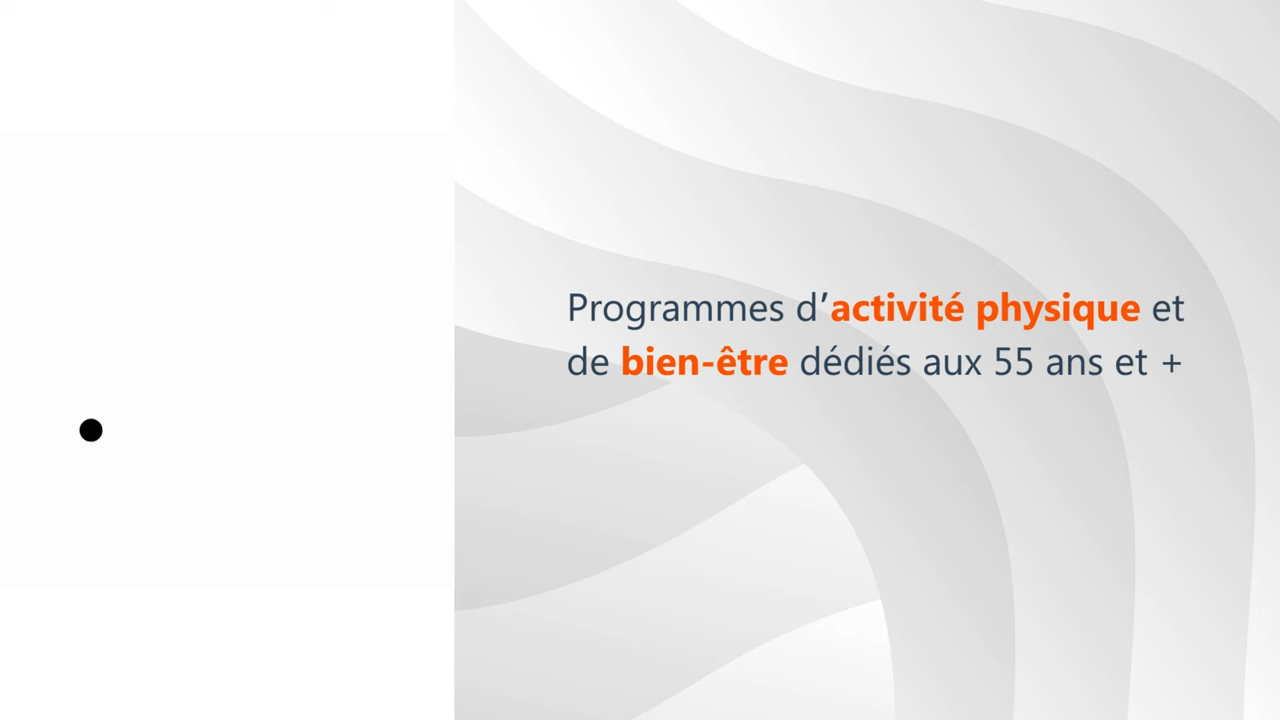 Programmes d’activité physique et
de bien-être dédiés aux 55 ans et +